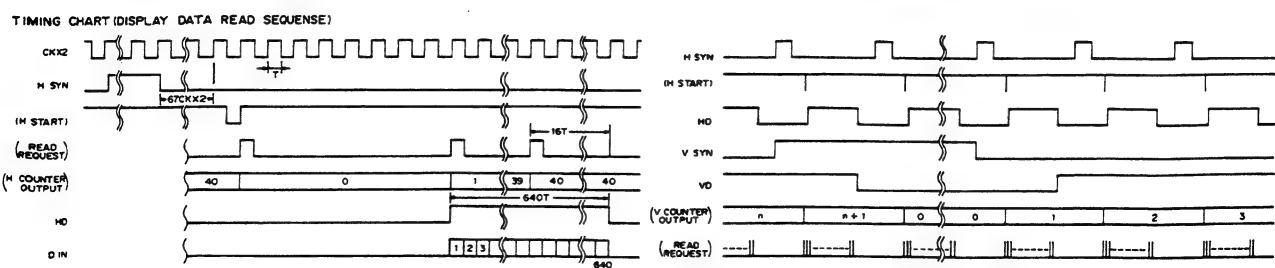 TIMING CHART (DISPLAY DATA READ SEQUENSE)
CKX2
T
H SYN
67CKX2
(H START)
(READ REQUEST)
16T
(H COUNTER OUTPUT)
40 0 1 39 40 40
640T
HD
D IN
1 2 3
640
H SYN
(H START)
HD
V SYN
VD
(V COUNTER OUTPUT)
n n+1 0 0 1 2 3
(READ REQUEST)